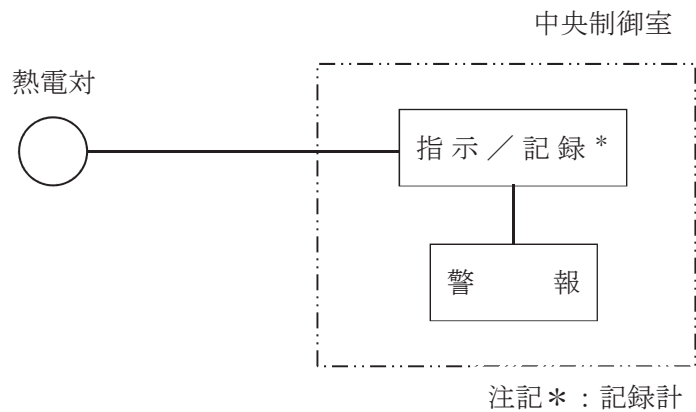 中央制御室
熱電対
指示／記録*
警報
注記＊：記録計